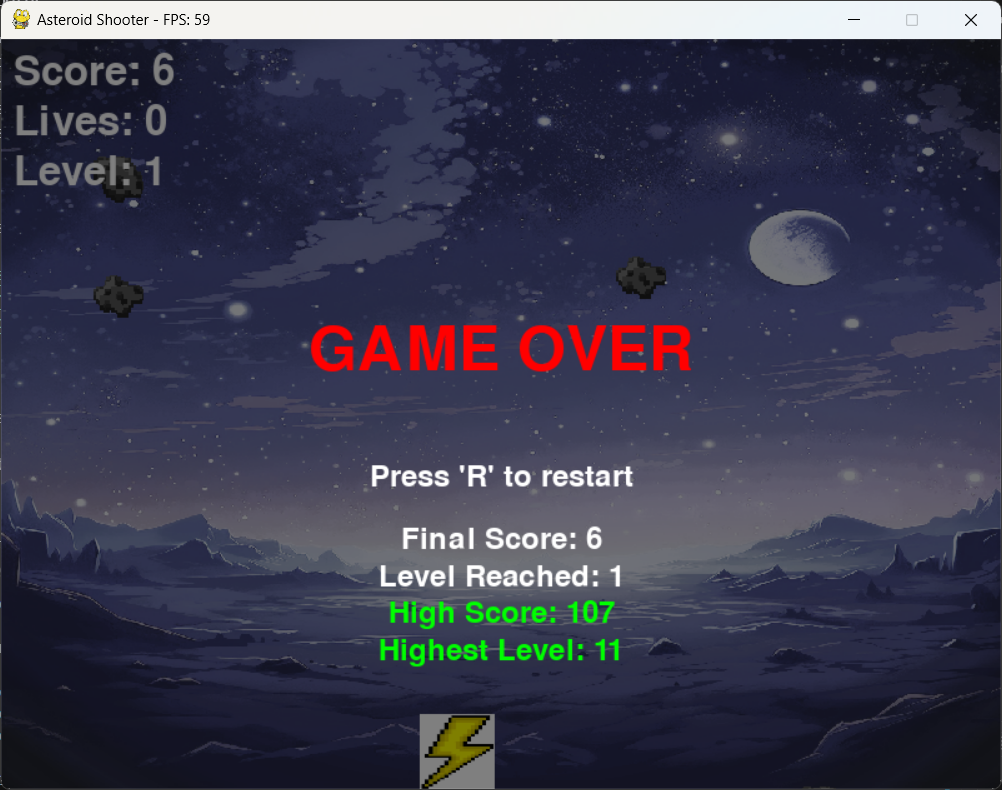 Asteroid Shooter - FPS: 59
Score: 6
Lives: 0
Level: 1
GAME OVER
Press 'R' to restart
Final Score: 6
Level Reached: 1
High Score: 107
Highest Level: 11